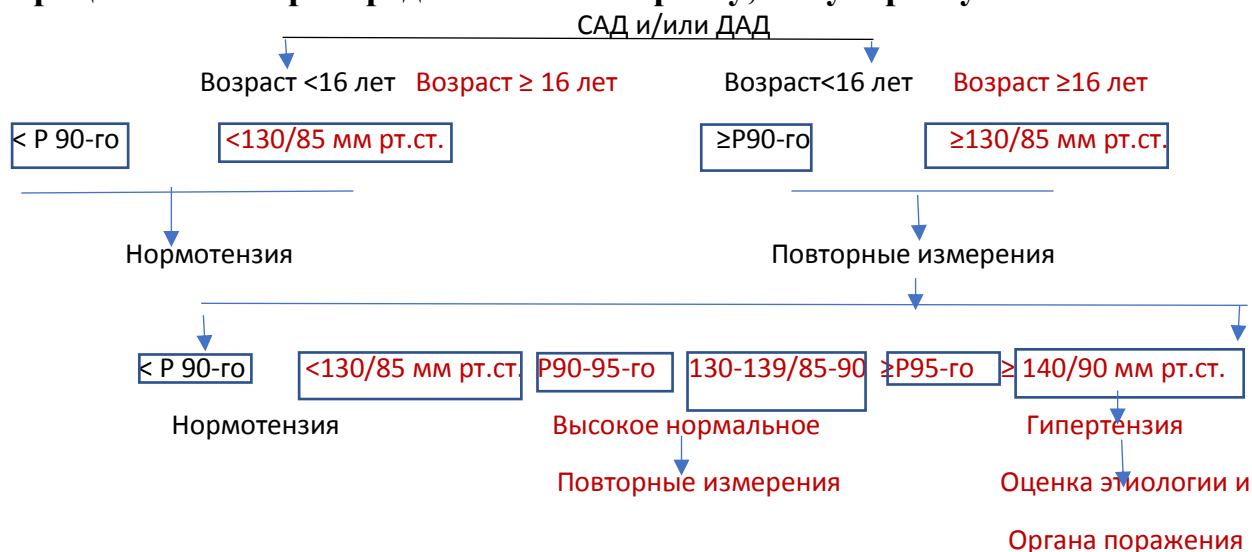 САД и/или ДАД
Возраст <16 лет Возраст ≥ 16 лет Возраст<16 лет Возраст ≥16 лет
< Р 90-го <130/85 мм рт.ст. ≥Р90-го ≥130/85 мм рт.ст.
Нормотензия Повторные измерения
< Р 90-го <130/85 мм рт.ст. Р90-95-го 130-139/85-90 ≥Р95-го ≥ 140/90 мм рт.ст.
Нормотензия Высокое нормальное Гипертензия
Повторные измерения Оценка этиологии и
Органа поражения